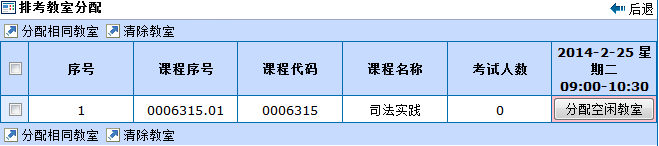 排考教室分配 后退
分配相同教室 清除教室
序号 课程序号 课程代码 课程名称 考试人数 2014-2-25 星
期二
09:00-10:30
1 0006315.01 0006315 司法实践 0 分配空闲教室
分配相同教室 清除教室